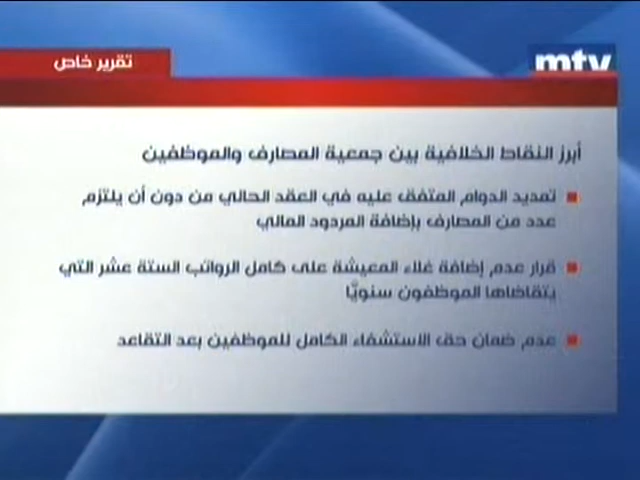 تقرير خاص
mtv
أبرز النقاط الخلافية بين جمعية المصارف والموظفين
تمديد الدوام المتفق عليه في العقد الحالي من دون أن يلتزم
عدد من المصارف بإضافة المردود المالي
قرار عدم إضافة غلاء المعيشة على كامل الرواتب الستة عشر التي
يتقاضاها الموظفون سنويًا
عدم ضمان حق الاستشفاء الكامل للموظفين بعد التقاعد